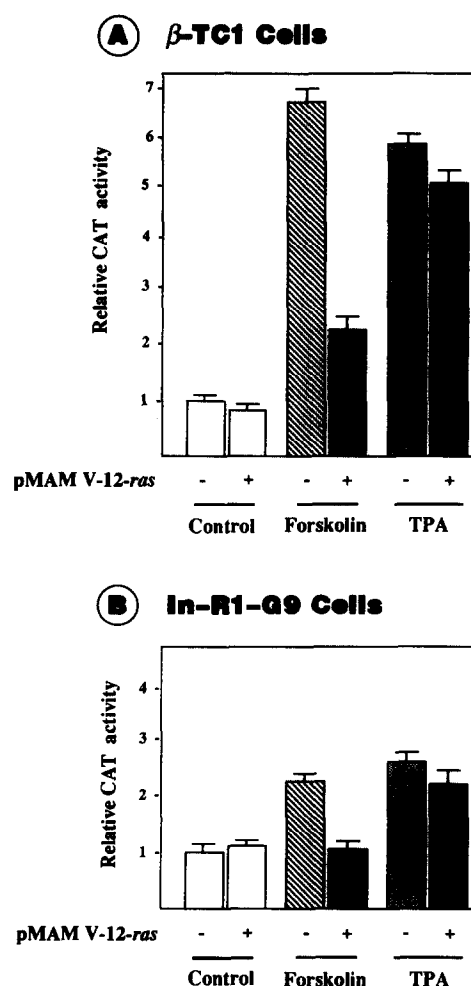 A β-TC1 Cells
Relative CAT activity
7
6
5
4
3
2
1
pMAM V-12-ras - + - + - +
Control Forskolin TPA
B In-R1-G9 Cells
Relative CAT activity
4
3
2
1
pMAM V-12-ras - + - + - +
Control Forskolin TPA